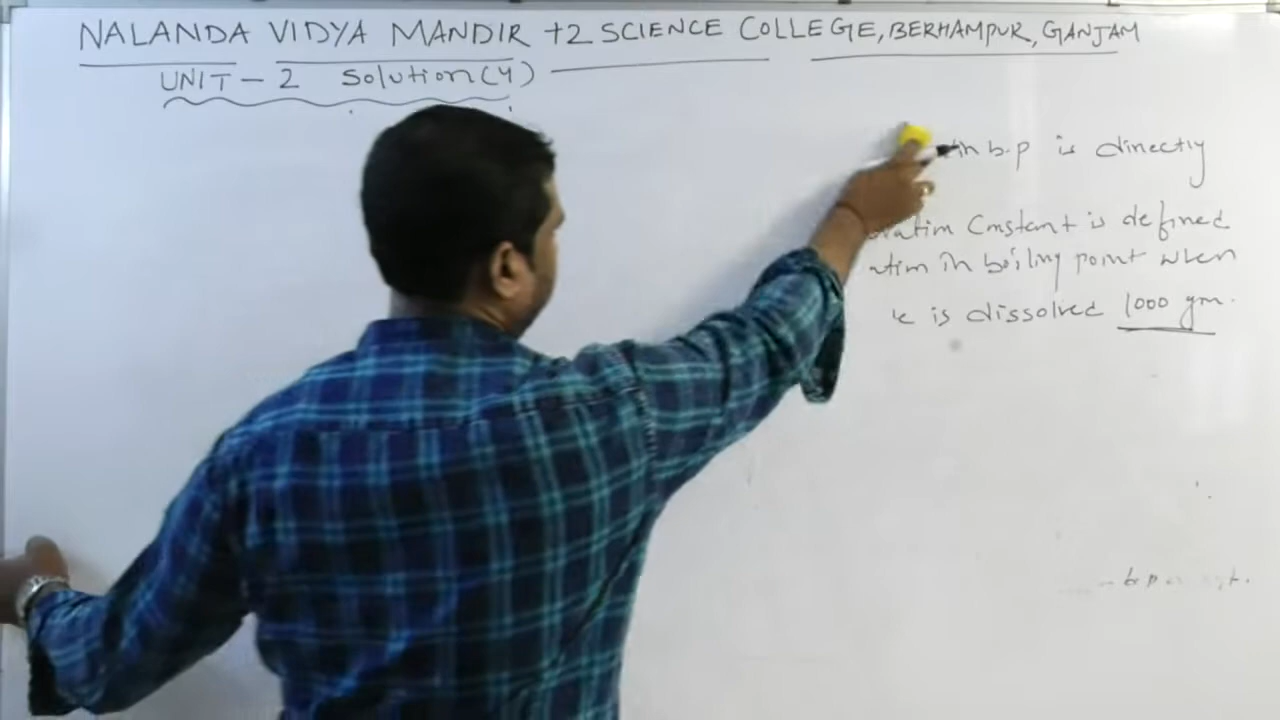 NALANDA VIDYA MANDIR +2 SCIENCE COLLEGE, BERHAMPUR, GANJAM
UNIT - 2 Solution (4)
in b.p is directly
Constant is defined
in boiling point when
is dissolved 1000 gm.